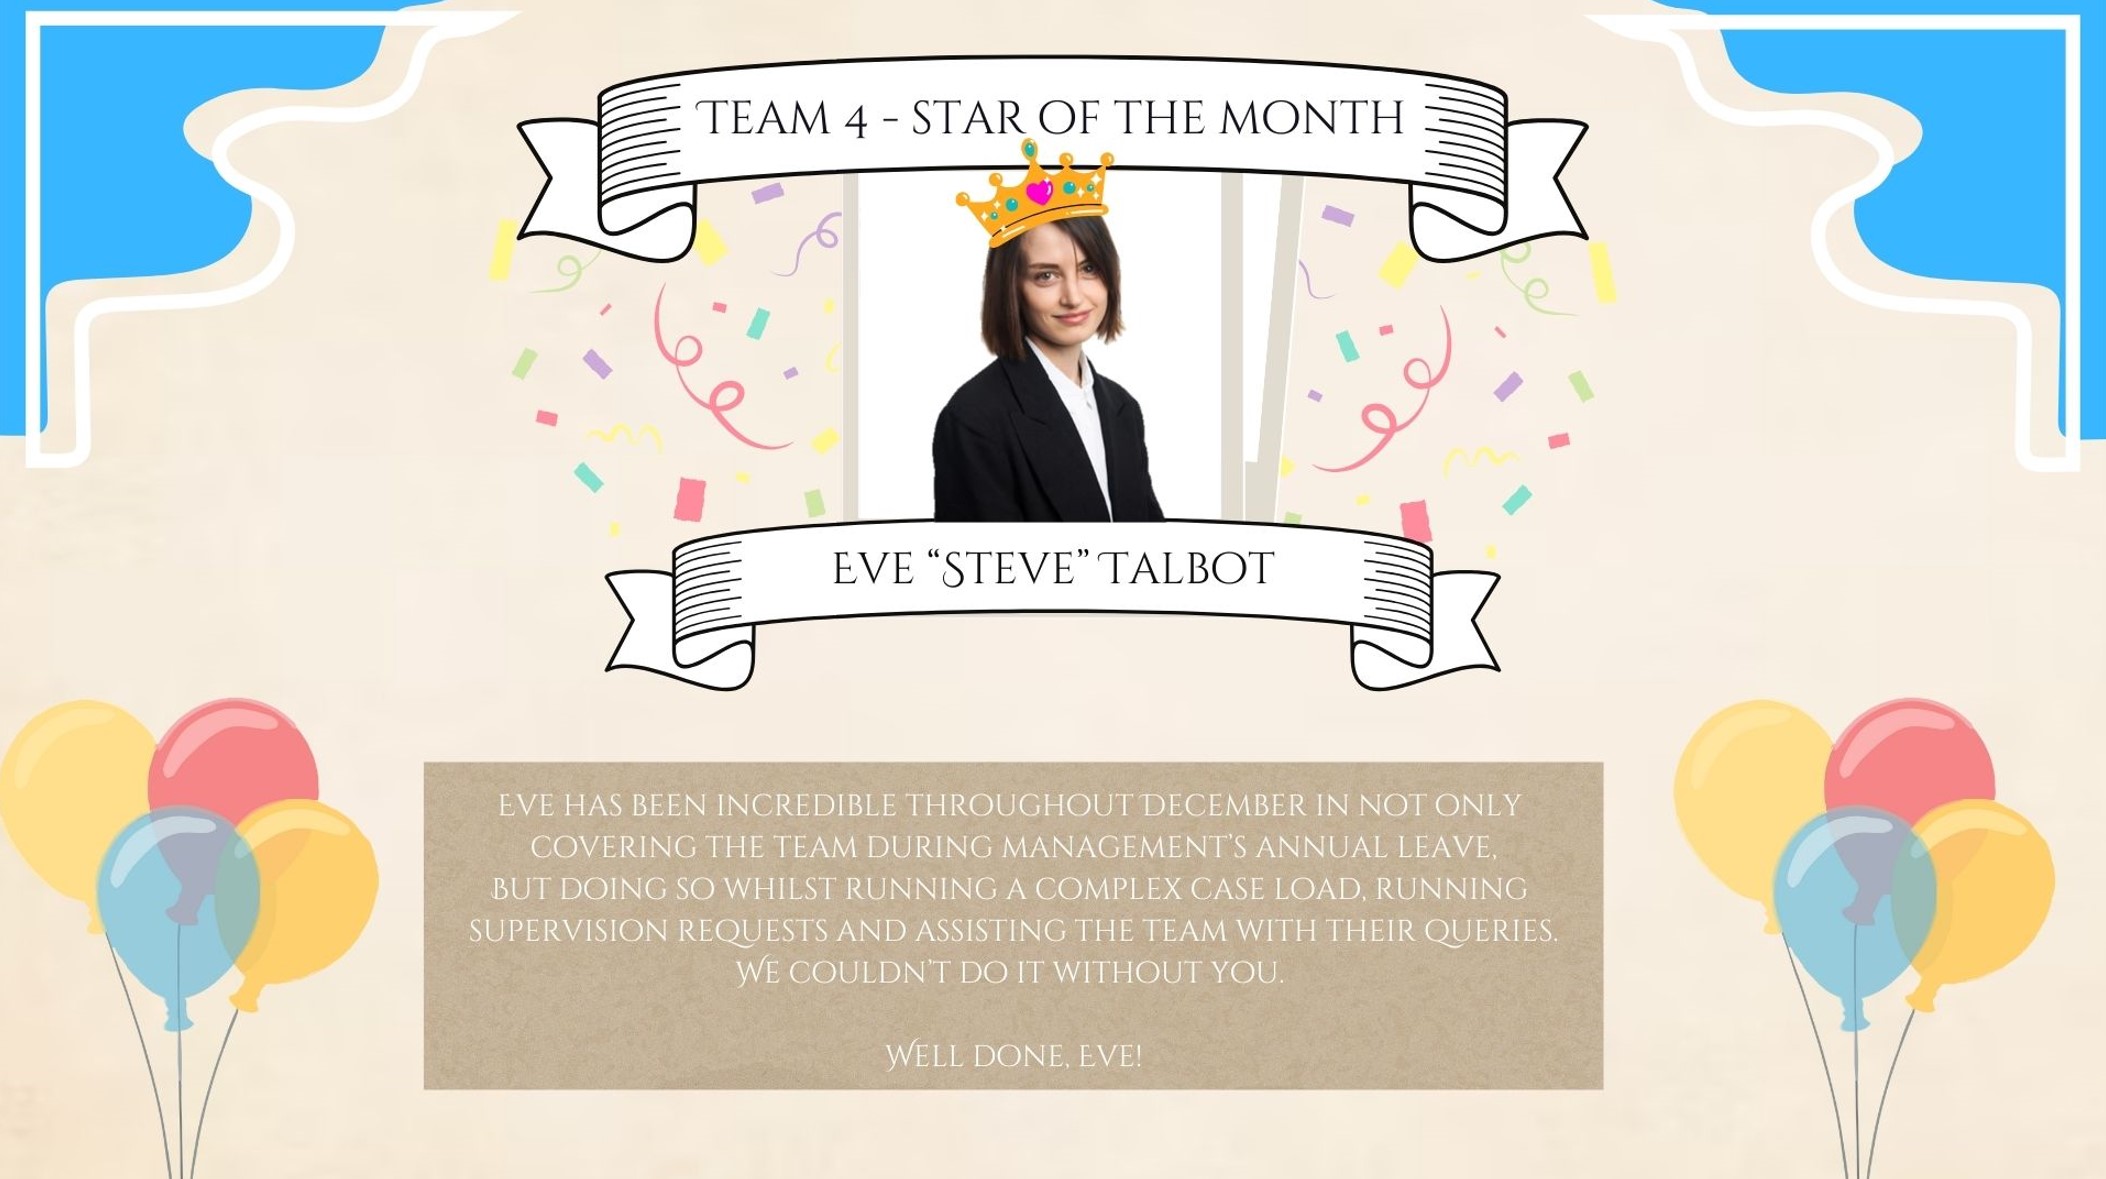 Team 4 - Star of the month
Eve “Steve” Talbot
Eve has been incredible throughout December in not only
covering the team during management’s annual leave,
but doing so whilst running a complex case load, running
supervision requests and assisting the team with their queries.
We couldn’t do it without you.
Well done, Eve!